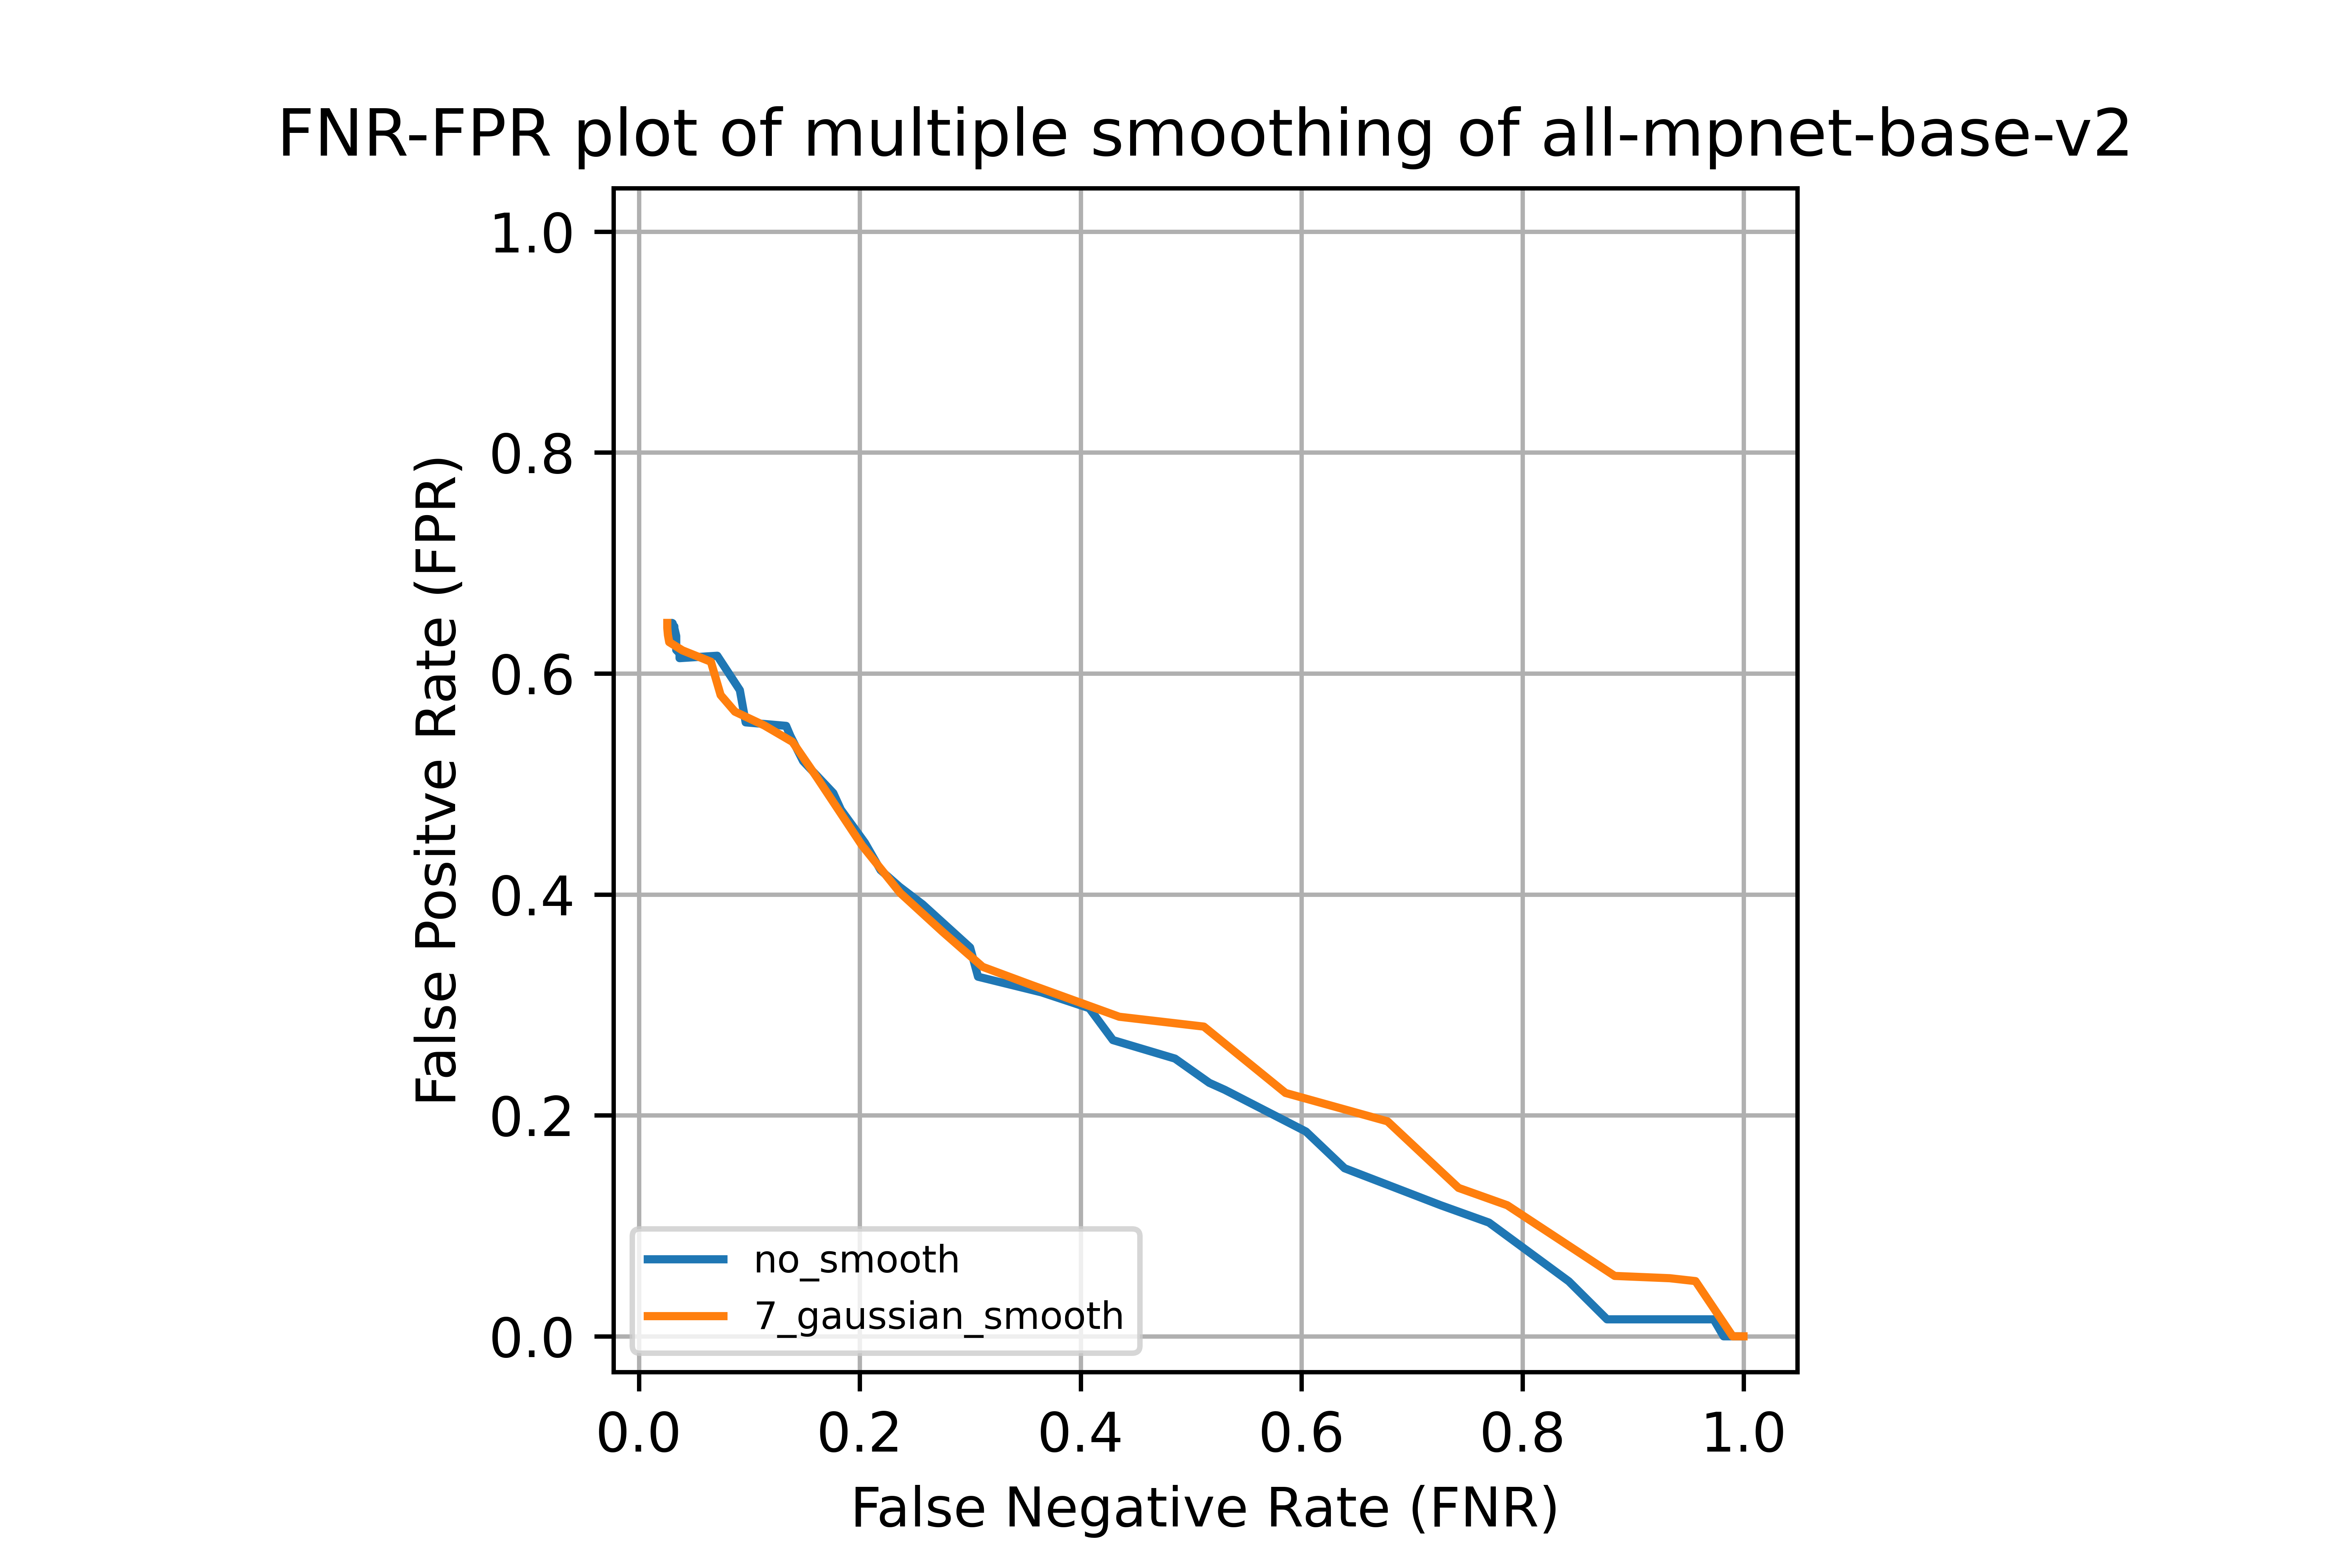 FNR-FPR plot of multiple smoothing of all-mpnet-base-v2
1.0
0.8
0.6
0.4
0.2
0.0
False Positve Rate (FPR)
no_smooth
7_gaussian_smooth
0.0 0.2 0.4 0.6 0.8 1.0
False Negative Rate (FNR)